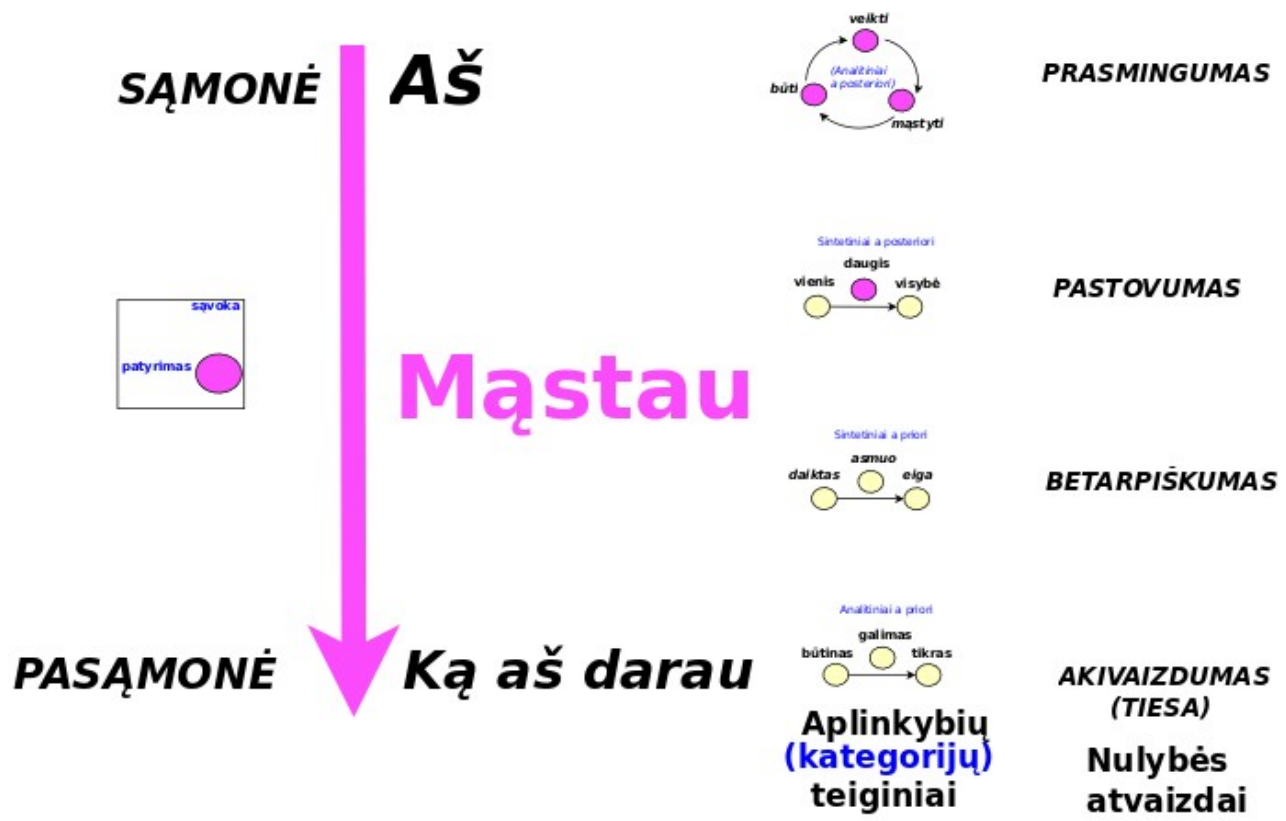 SĄMONĖ
Aš
veikti
(Analitiniai
a posteriori)
būti
mąstyti
PRASMINGUMAS
Sintetiniai a posteriori
daugis
vienis
visybė
PASTOVUMAS
sąvoka
patyrimas
Mąstau
Sintetiniai a priori
asmuo
daiktas
eiga
BETARPIŠKUMAS
PASĄMONĖ
Ką aš darau
Analitiniai a priori
galimas
būtinas
tikras
AKIVAIZDUMAS
(TIESA)
Aplinkybių
(kategorijų)
teiginiai
Nulybės
atvaizdai